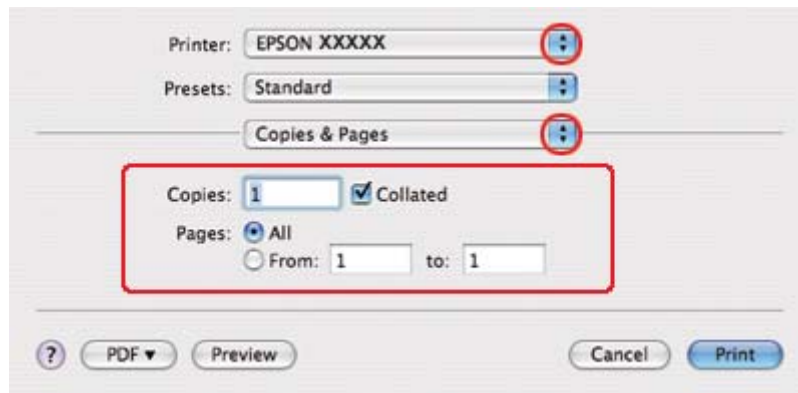 Printer: EPSON XXXXX
Presets: Standard
Copies & Pages
Copies: 1 Collated
Pages: All
From: 1 to: 1
? PDF ▼ Preview Cancel Print